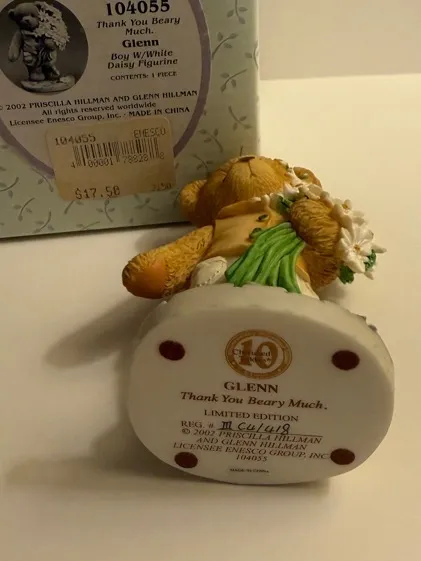 104055
Thank You Beary
Much.
Glenn
Boy W/White
Daisy Figurine
CONTENTS: 1 PIECE
© 2002 PRISCILLA HILLMAN AND GLENN HILLMAN
All rights reserved worldwide
Licensee Enesco Group, Inc. · MADE IN CHINA
104055 ENESCO
$17.50
10
GLENN
Thank You Beary Much.
LIMITED EDITION
REG. #
© 2002 PRISCILLA HILLMAN
AND GLENN HILLMAN
LICENSEE ENESCO GROUP, INC.
104055